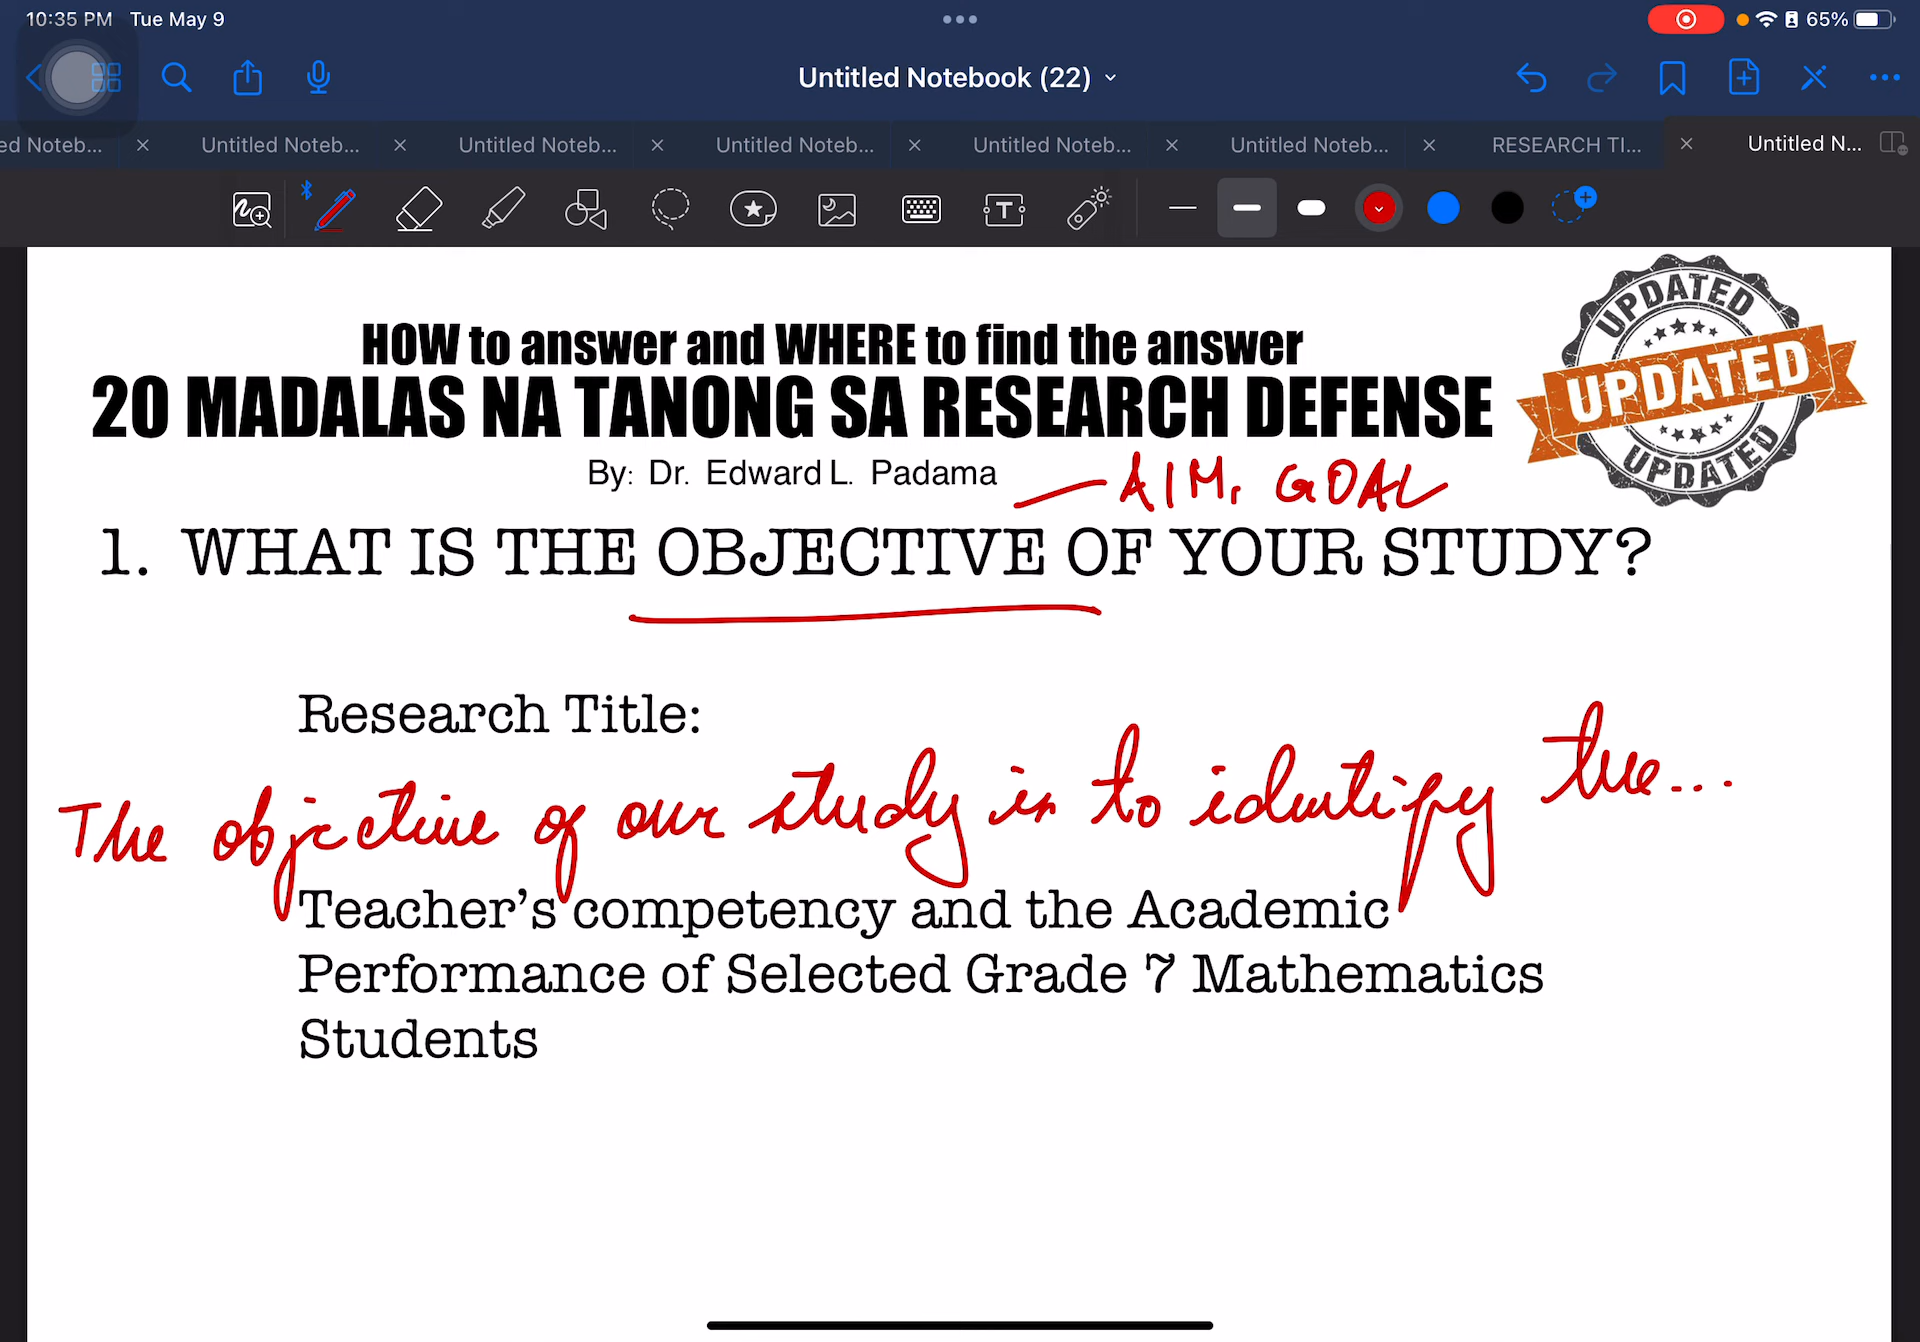 10:35 PM Tue May 9
65%
Untitled Notebook (22)
ed Noteb...
Untitled Noteb...
Untitled Noteb...
Untitled Noteb...
Untitled Noteb...
Untitled Noteb...
RESEARCH TI...
Untitled N...
UPDATED
UPDATED
UPDATED
HOW to answer and WHERE to find the answer
20 MADALAS NA TANONG SA RESEARCH DEFENSE
By: Dr. Edward L. Padama
AIM, GOAL
1. WHAT IS THE OBJECTIVE OF YOUR STUDY?
Research Title:
The objective of our study is to identify the...
Teacher’s competency and the Academic
Performance of Selected Grade 7 Mathematics
Students